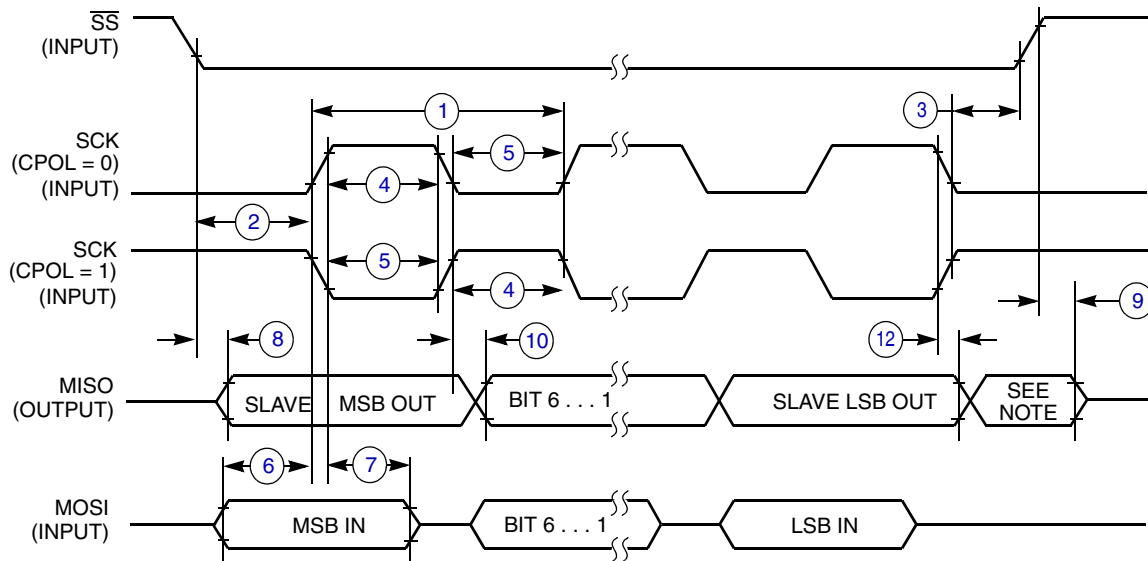 SS
(INPUT)
1
3
SCK
(CPOL = 0)
(INPUT)
5
4
2
SCK
(CPOL = 1)
(INPUT)
5
4
9
8
10
12
MISO
(OUTPUT)
SLAVE MSB OUT
BIT 6 . . . 1
SLAVE LSB OUT
SEE
NOTE
6
7
MOSI
(INPUT)
MSB IN
BIT 6 . . . 1
LSB IN